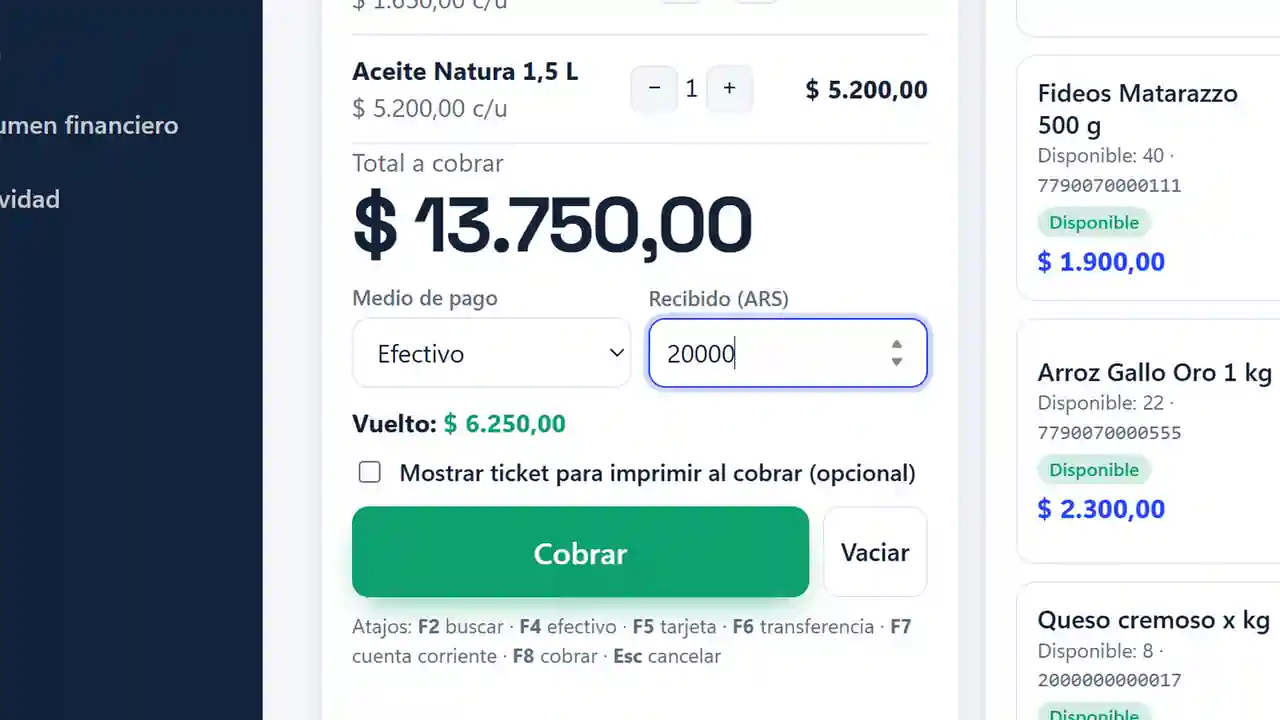 $ 1.650,00 c/u
Aceite Natura 1,5 L
$ 5.200,00 c/u
− 1 +
$ 5.200,00
Total a cobrar
$ 13.750,00
Medio de pago
Recibido (ARS)
Efectivo
20000
Vuelto: $ 6.250,00
Mostrar ticket para imprimir al cobrar (opcional)
Cobrar
Vaciar
Atajos: F2 buscar · F4 efectivo · F5 tarjeta · F6 transferencia · F7
cuenta corriente · F8 cobrar · Esc cancelar
umen financiero
vidad
Fideos Matarazzo
500 g
Disponible: 40 ·
7790070000111
Disponible
$ 1.900,00
Arroz Gallo Oro 1 kg
Disponible: 22 ·
7790070000555
Disponible
$ 2.300,00
Queso cremoso x kg
Disponible: 8 ·
2000000000017
Disponible